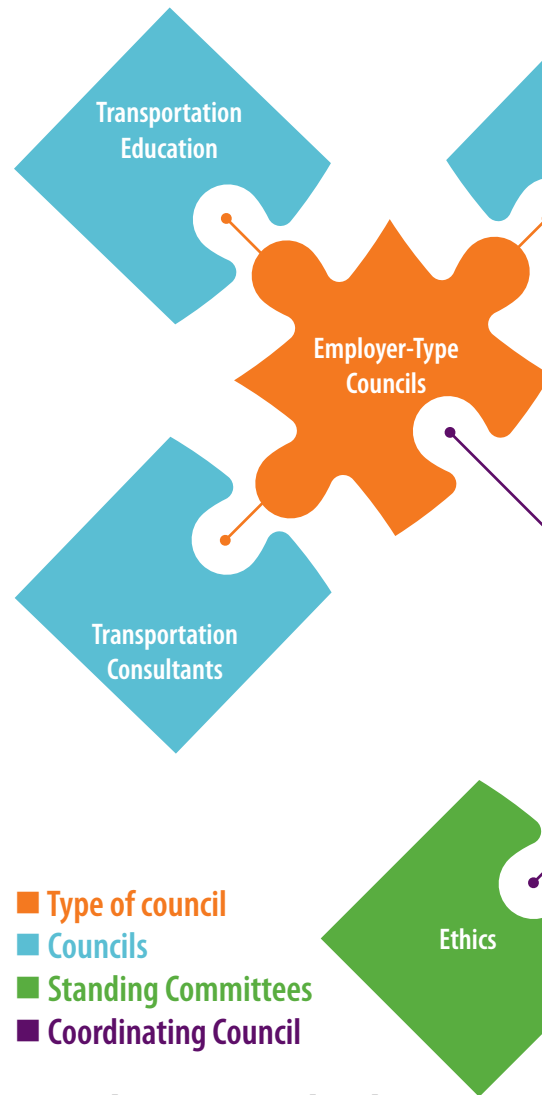 Transportation
Education
Employer-Type
Councils
Transportation
Consultants
Ethics
Type of council
Councils
Standing Committees
Coordinating Council